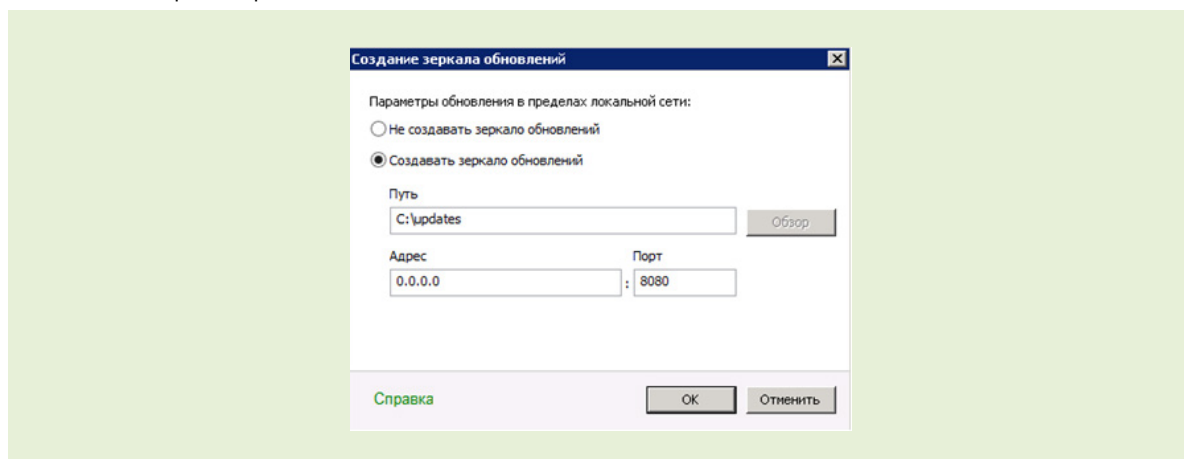 Создание зеркала обновлений
Параметры обновления в пределах локальной сети:
Не создавать зеркало обновлений
Создавать зеркало обновлений
Путь
C:\updates
Обзор
Адрес Порт
0.0.0.0 : 8080
Справка OK Отменить